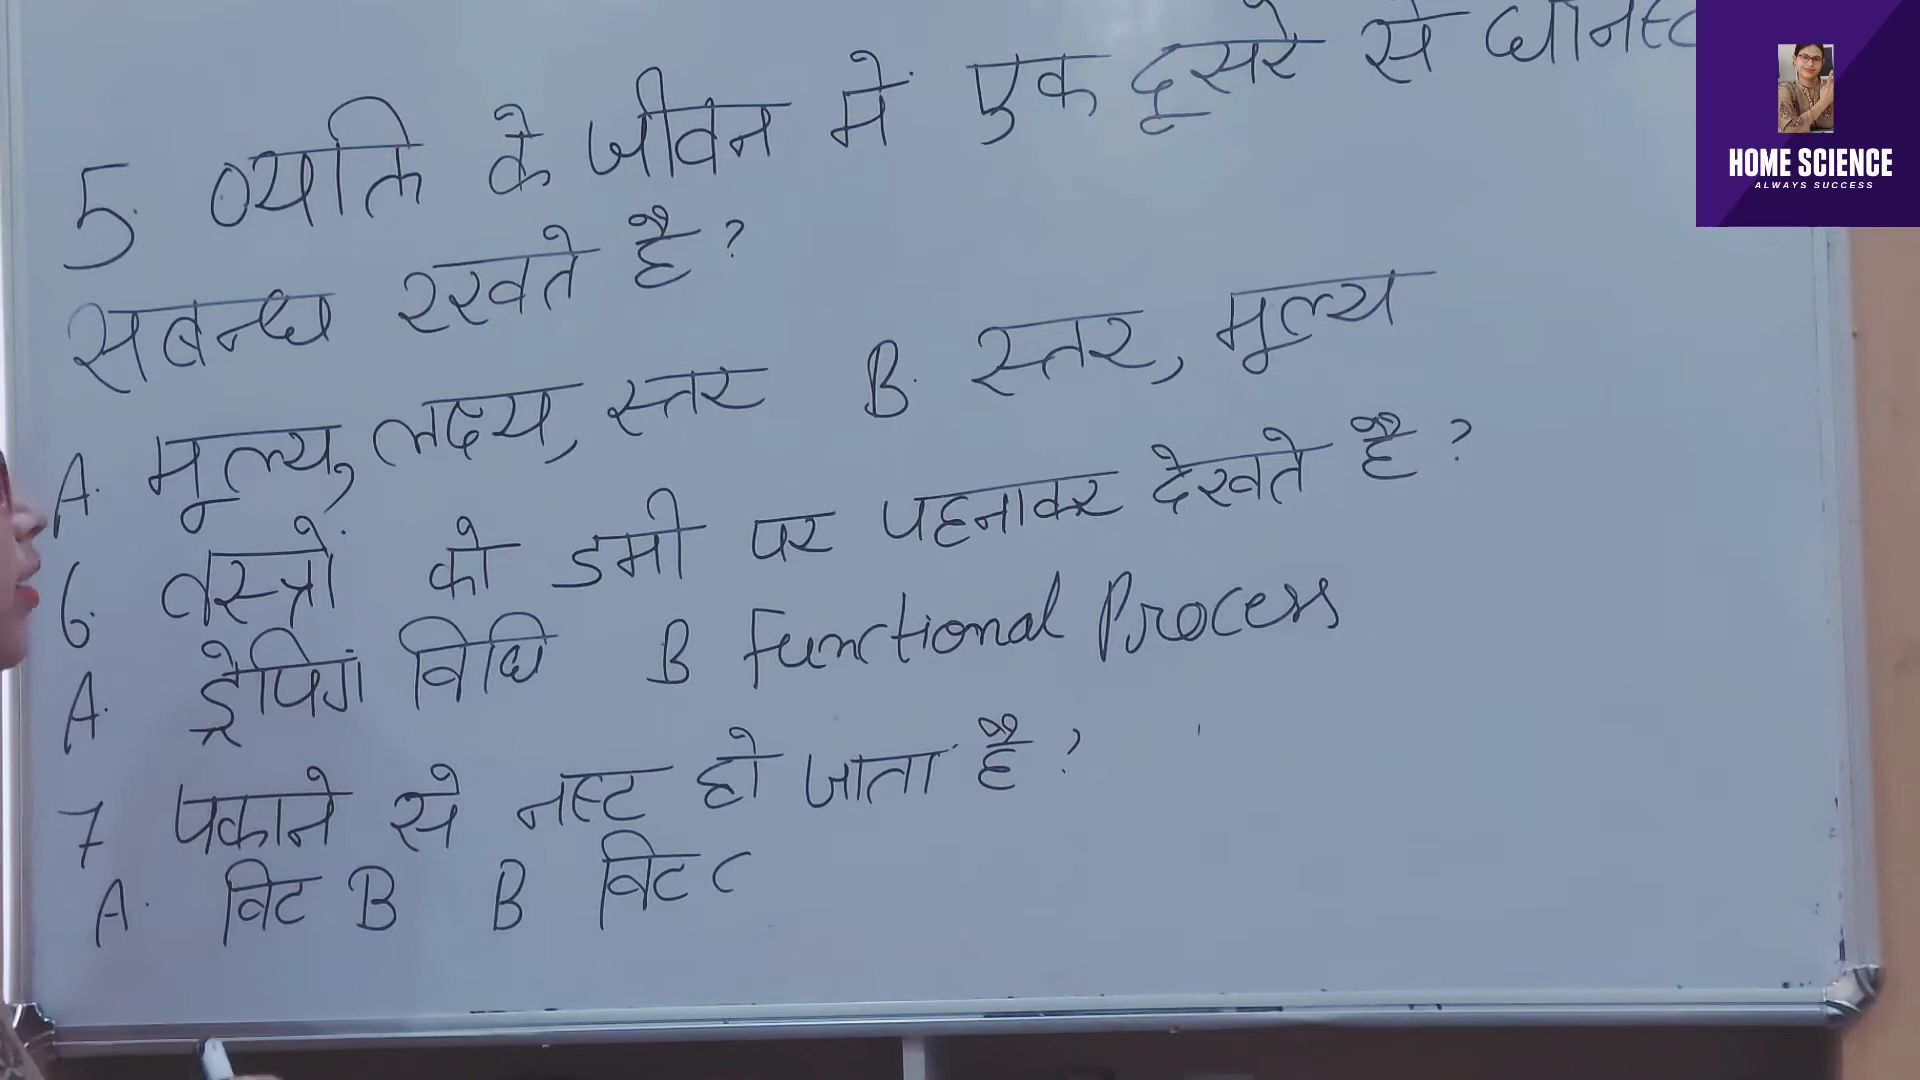 5. व्यक्ति के जीवन में एक दूसरे से
HOME SCIENCE
ALWAYS SUCCESS
सबन्ध रखते है ?
A. मूल्य, लक्ष्य, स्तर B. स्तर, मूल्य
6. वस्त्रों को डमी पर पहनाकर देखते है ?
A. ड्रेपिगं विधि B Functional Process
7 पकाने से नष्ट हो जाता है ?
A. विट B B विट C